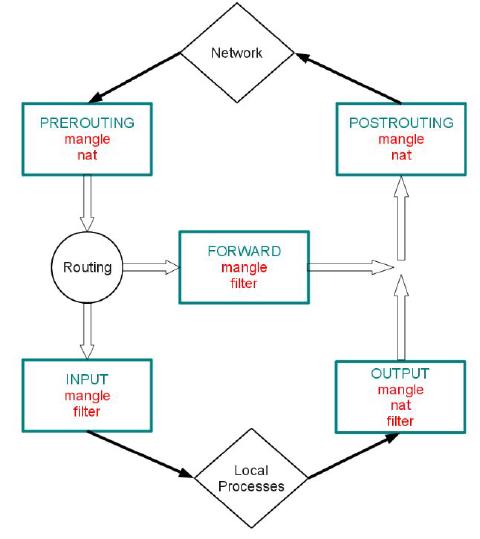 Network
PREROUTING
mangle
nat
POSTROUTING
mangle
nat
Routing
FORWARD
mangle
filter
INPUT
mangle
filter
OUTPUT
mangle
nat
filter
Local
Processes